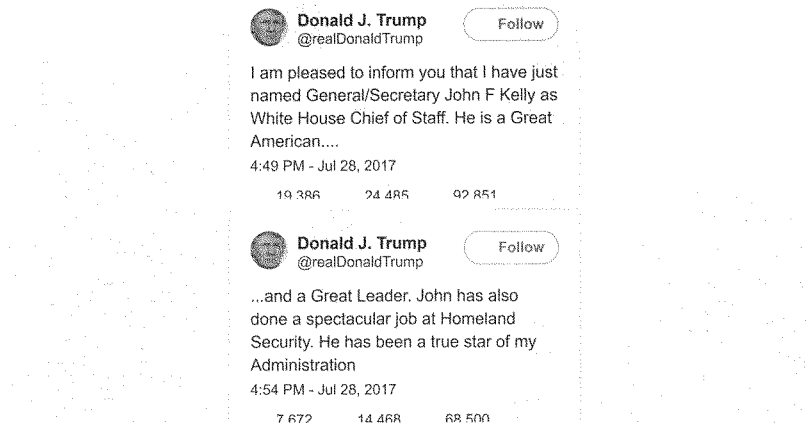 Donald J. Trump
Follow
@realDonaldTrump
I am pleased to inform you that I have just
named General/Secretary John F Kelly as
White House Chief of Staff. He is a Great
American....
4:49 PM - Jul 28, 2017
19,386 24,485 92,851
Donald J. Trump
Follow
@realDonaldTrump
...and a Great Leader. John has also
done a spectacular job at Homeland
Security. He has been a true star of my
Administration
4:54 PM - Jul 28, 2017
7,672 14,468 68,500